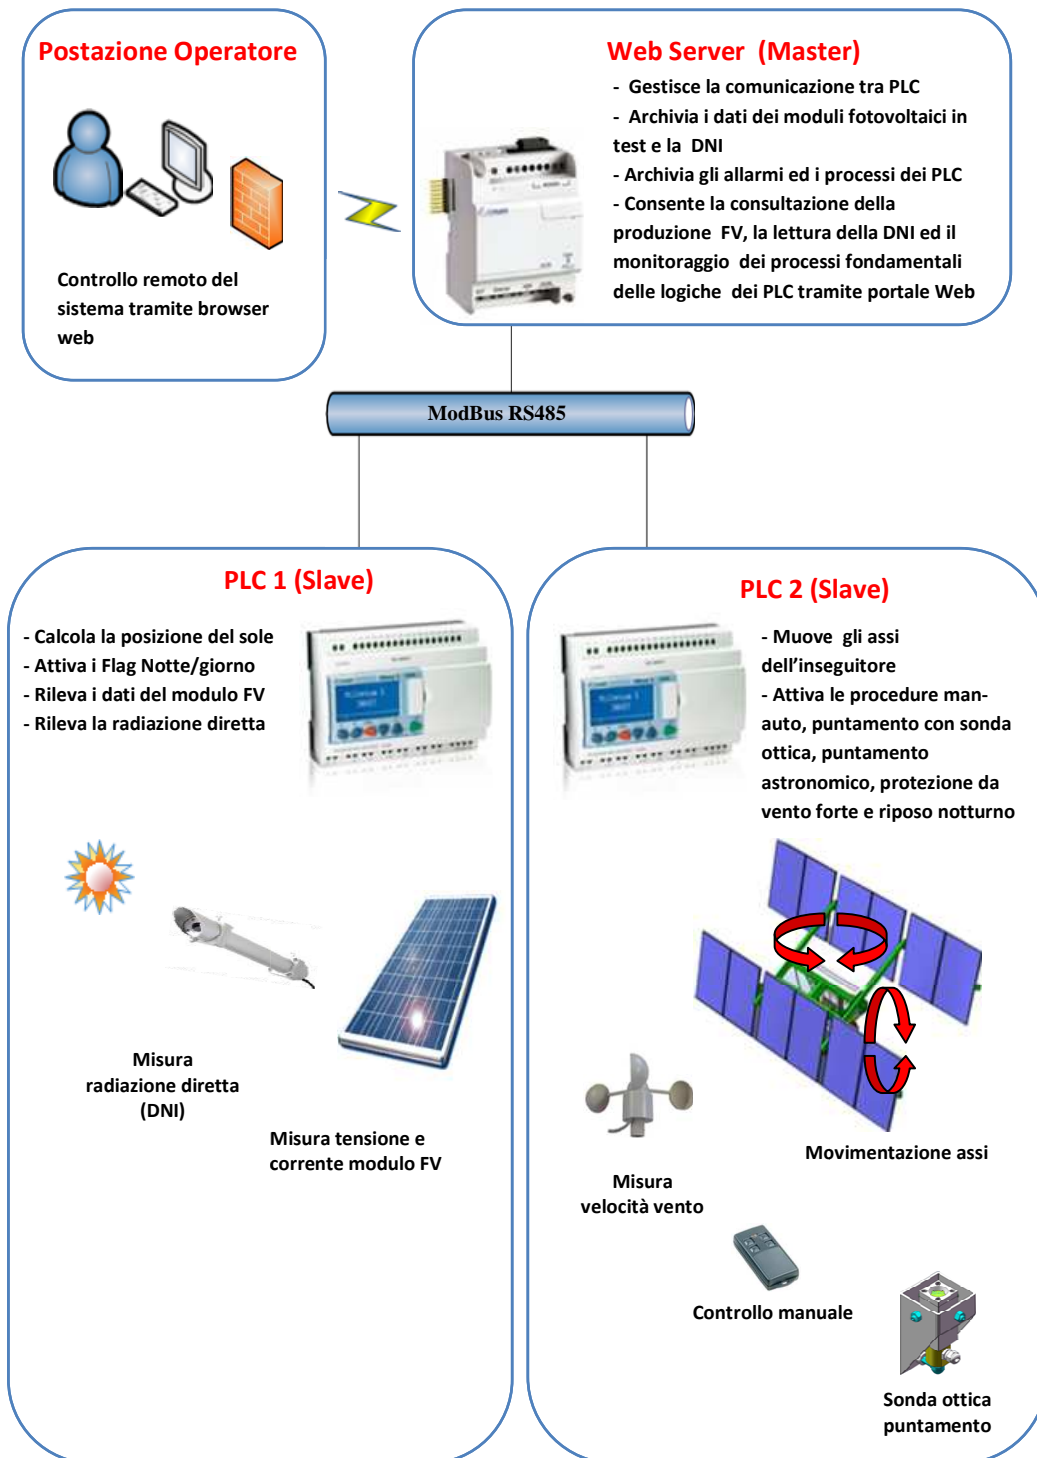 Postazione Operatore
Controllo remoto del
sistema tramite browser
web
Web Server (Master)
- Gestisce la comunicazione tra PLC
- Archivia i dati dei moduli fotovoltaici in
test e la DNI
- Archivia gli allarmi ed i processi dei PLC
- Consente la consultazione della
produzione FV, la lettura della DNI ed il
monitoraggio dei processi fondamentali
delle logiche dei PLC tramite portale Web
ModBus RS485
PLC 1 (Slave)
- Calcola la posizione del sole
- Attiva i Flag Notte/giorno
- Rileva i dati del modulo FV
- Rileva la radiazione diretta
Misura
radiazione diretta
(DNI)
Misura tensione e
corrente modulo FV
PLC 2 (Slave)
- Muove gli assi
dell’inseguitore
- Attiva le procedure man-
auto, puntamento con sonda
ottica, puntamento
astronomico, protezione da
vento forte e riposo notturno
Movimentazione assi
Misura
velocità vento
Controllo manuale
Sonda ottica
puntamento